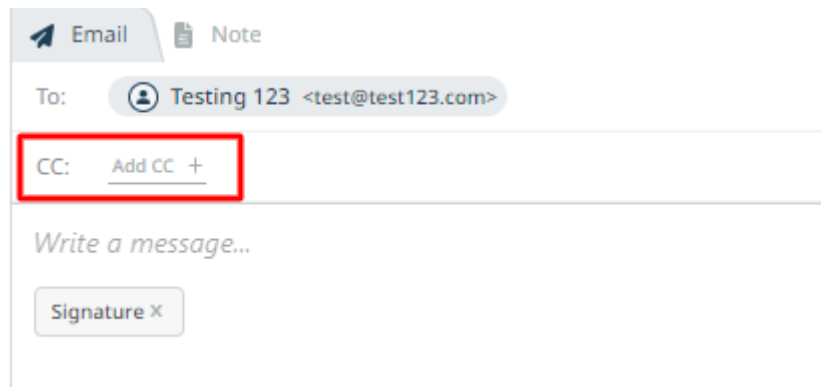 Email Note
To: Testing 123 <test@test123.com>
CC: Add CC +
Write a message...
Signature x